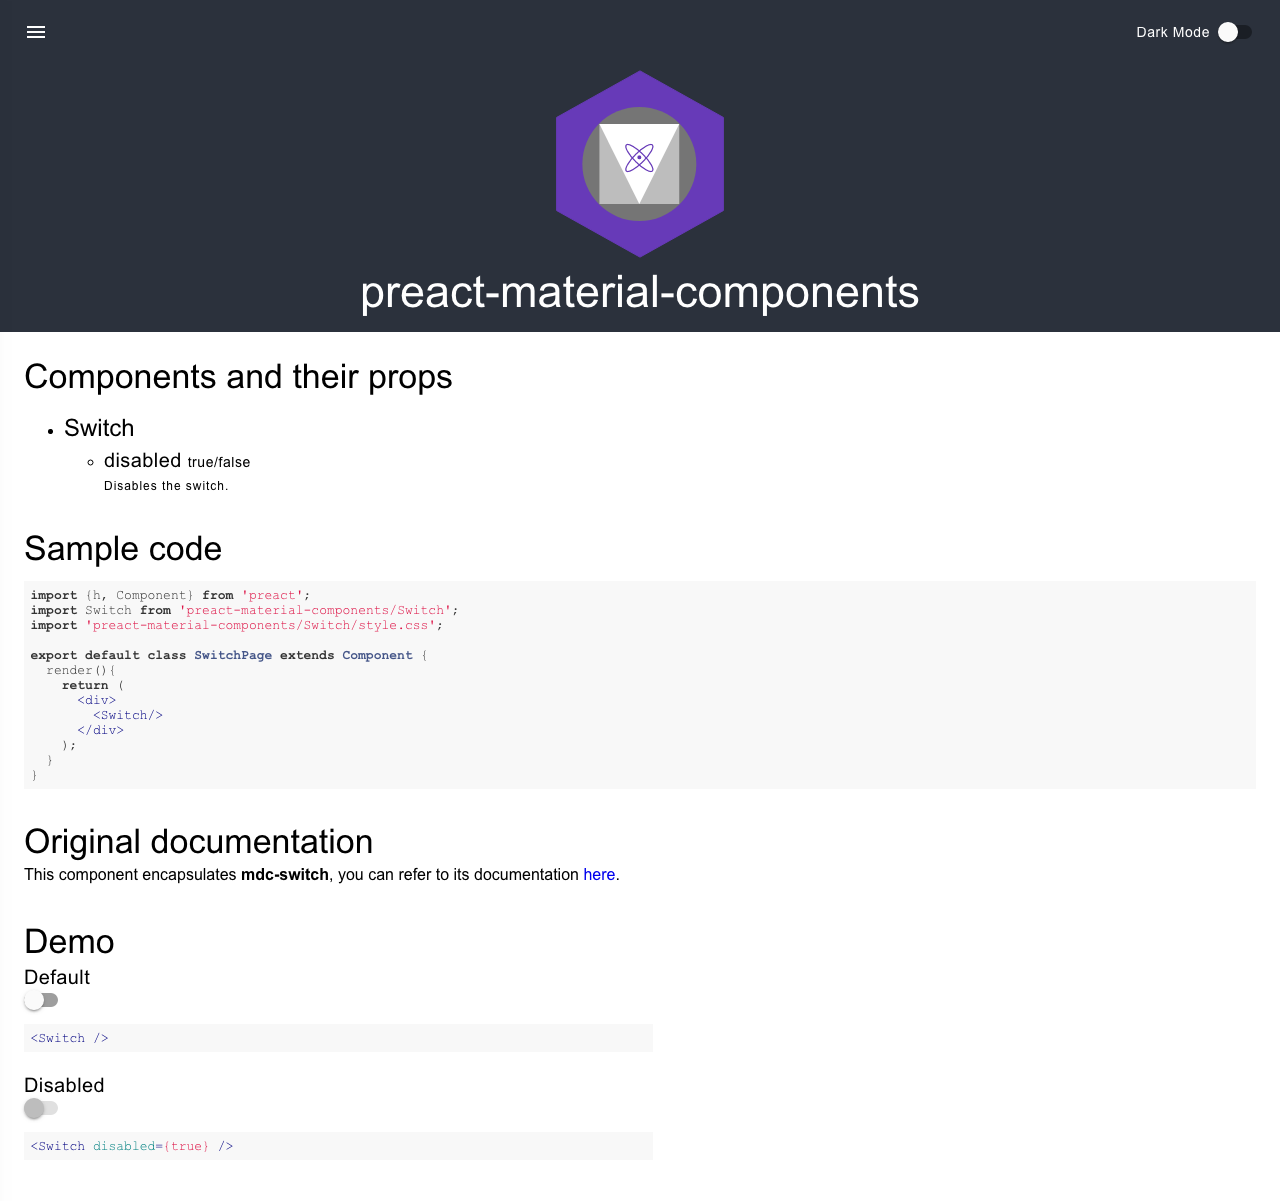 Dark Mode
preact-material-components
Components and their props
Switch
disabled true/false
Disables the switch.
Sample code
import {h, Component} from 'preact';
import Switch from 'preact-material-components/Switch';
import 'preact-material-components/Switch/style.css';
export default class SwitchPage extends Component {
  render(){
    return (
      <div>
        <Switch/>
      </div>
    );
  }
}
Original documentation
This component encapsulates mdc-switch, you can refer to its documentation here.
Demo
Default
<Switch />
Disabled
<Switch disabled={true} />